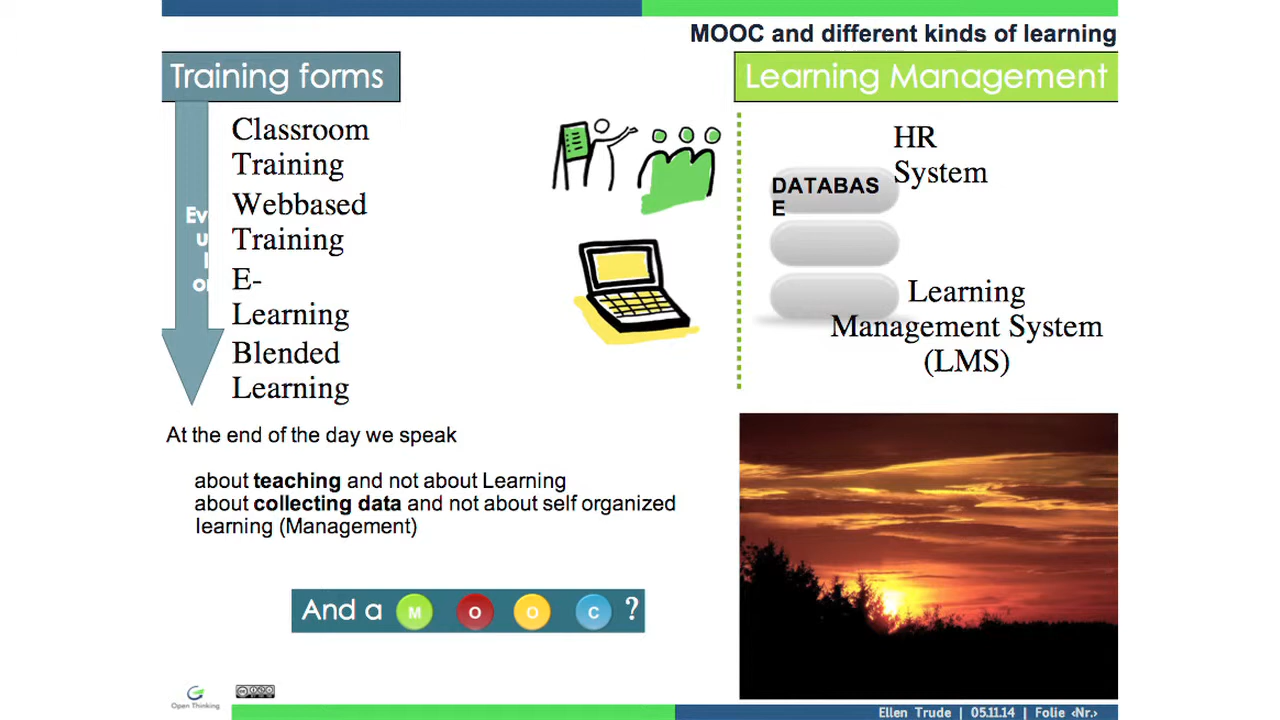 MOOC and different kinds of learning
Training forms
Learning Management
Classroom
Training
Webbased
Training
E-
Learning
Blended
Learning
Ev
u
l
or
HR
System
DATABAS
E
Learning
Management System
(LMS)
At the end of the day we speak
about teaching and not about Learning
about collecting data and not about self organized
learning (Management)
And a M O O C ?
Open Thinking
Ellen Trude | 05.11.14 | Folie ‹Nr.›